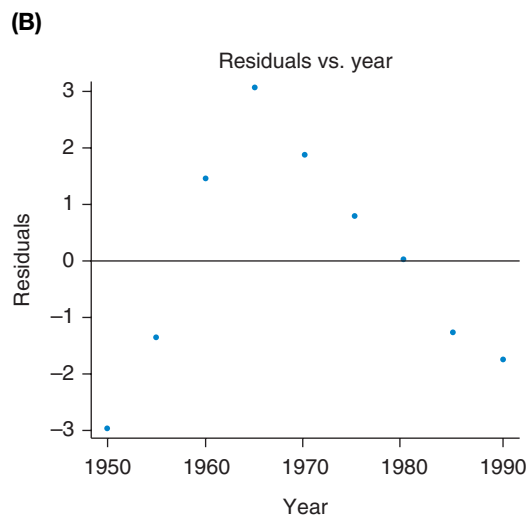 (B)
Residuals vs. year
3
2
1
0
–1
–2
–3
Residuals
1950 1960 1970 1980 1990
Year